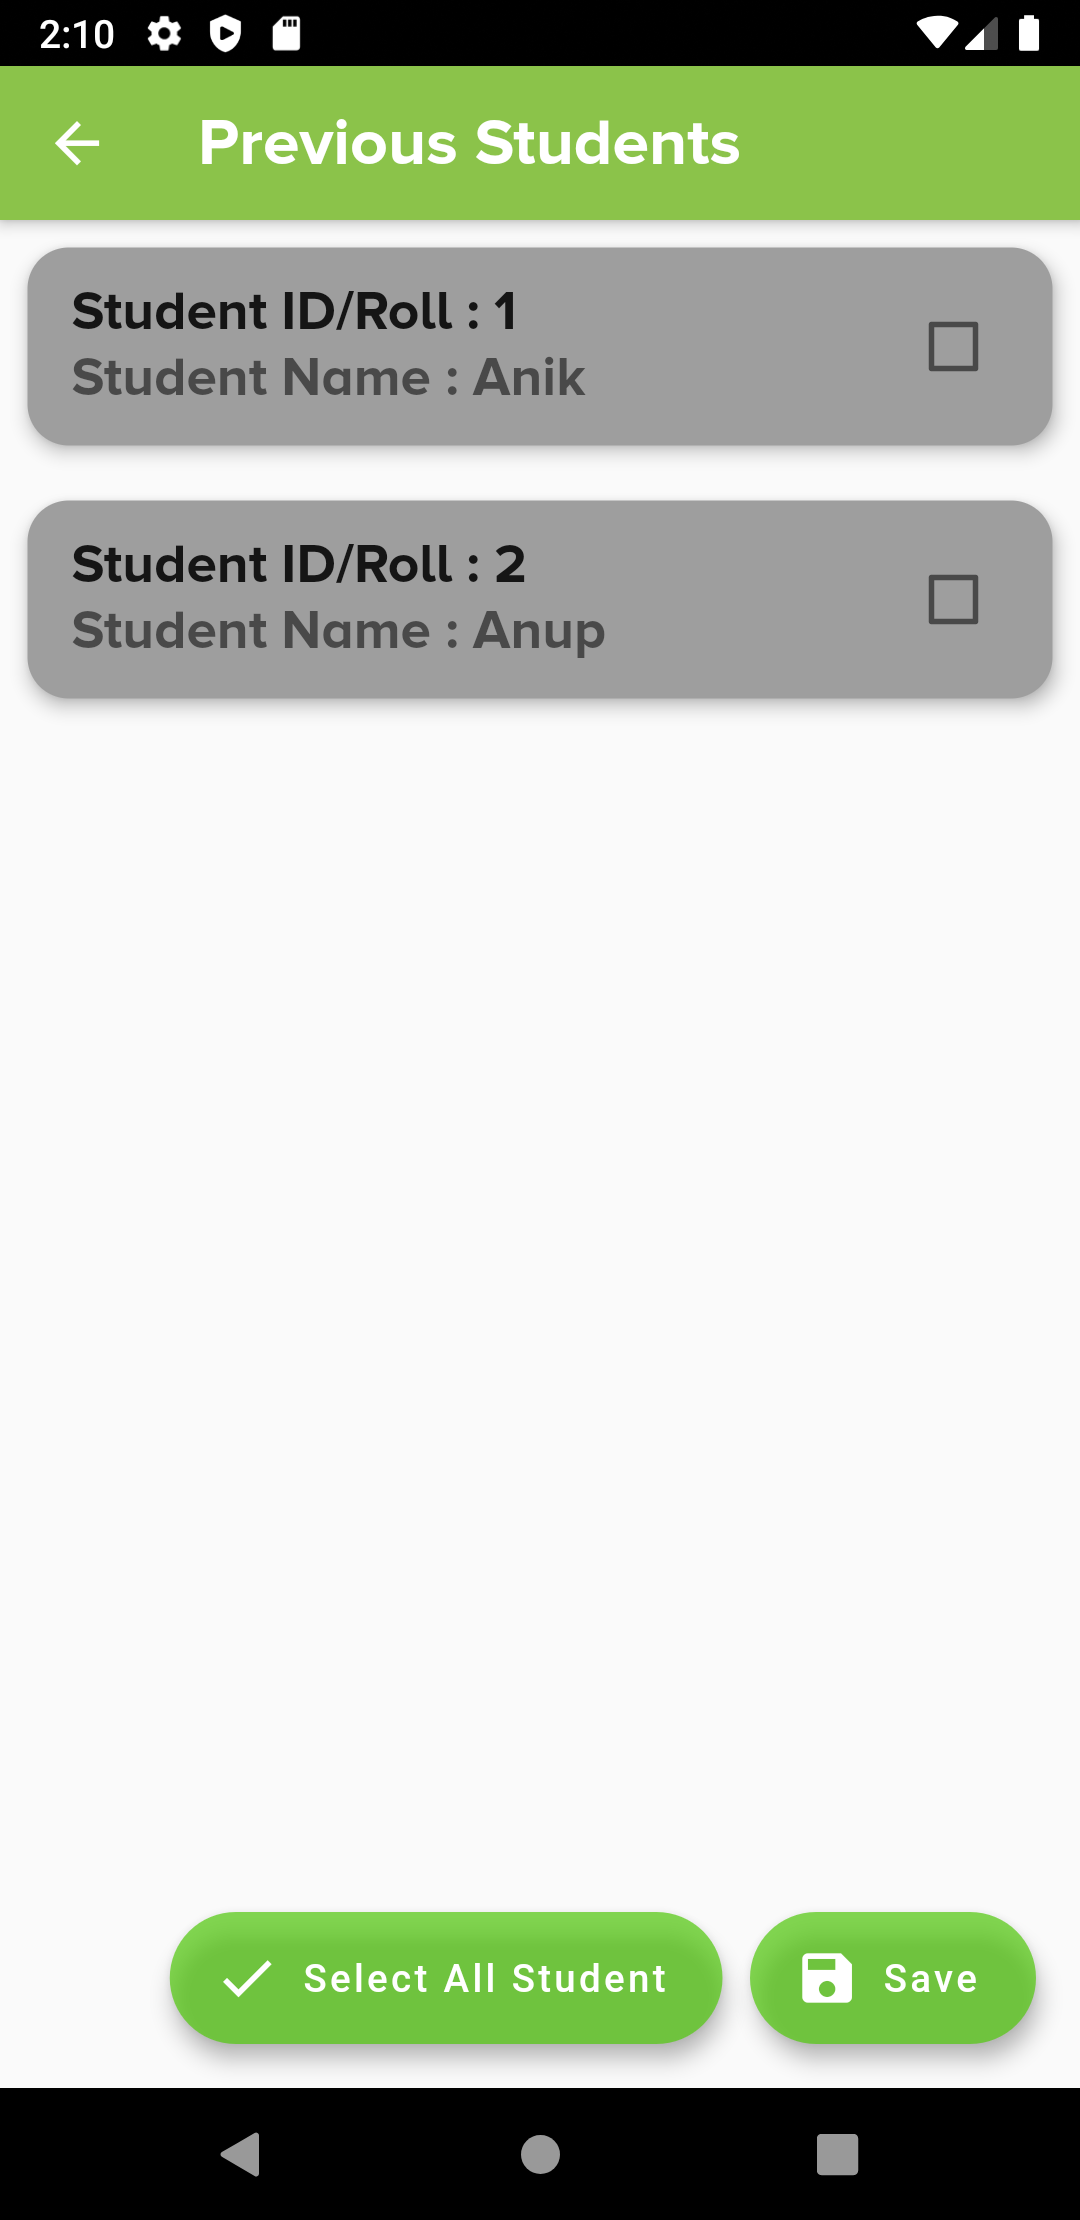 2:10
Previous Students
Student ID/Roll : 1
Student Name : Anik
Student ID/Roll : 2
Student Name : Anup
Select All Student
Save